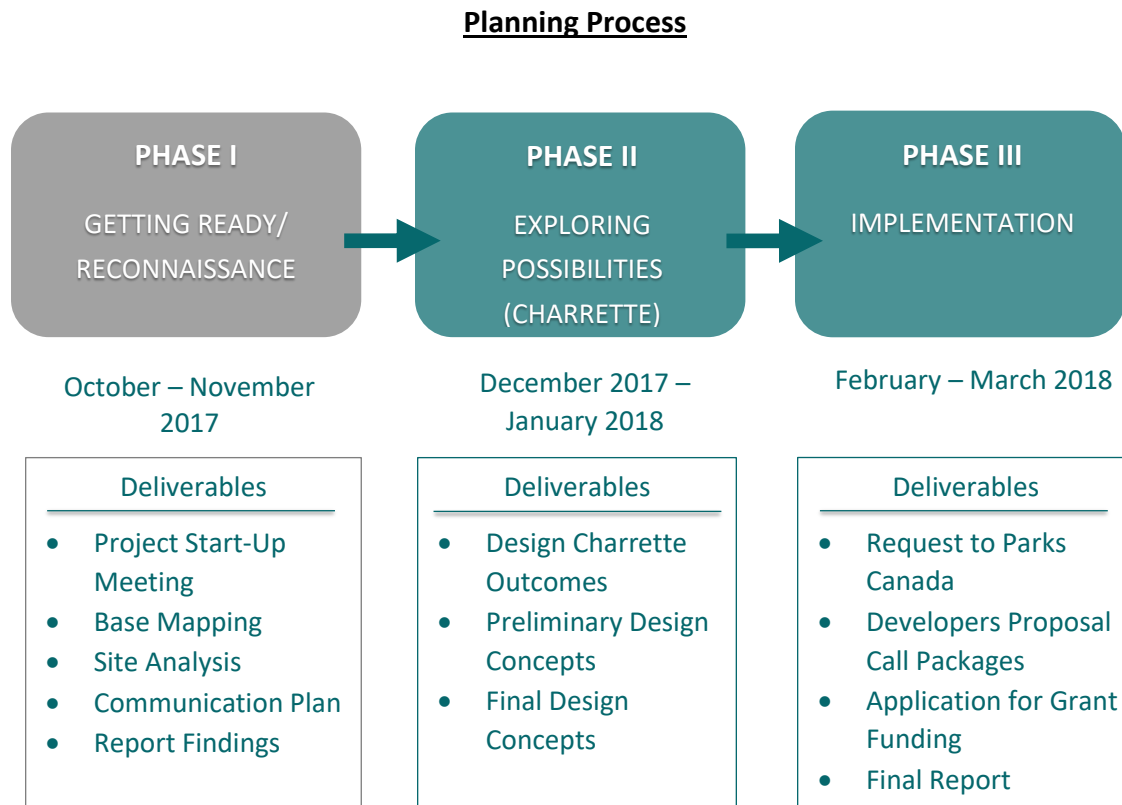 Planning Process
PHASE I
GETTING READY/
RECONNAISSANCE
PHASE II
EXPLORING
POSSIBILITIES
(CHARRETTE)
PHASE III
IMPLEMENTATION
October – November
2017
December 2017 –
January 2018
February – March 2018
Deliverables
• Project Start-Up
Meeting
• Base Mapping
• Site Analysis
• Communication Plan
• Report Findings
Deliverables
• Design Charrette
Outcomes
• Preliminary Design
Concepts
• Final Design
Concepts
Deliverables
• Request to Parks
Canada
• Developers Proposal
Call Packages
• Application for Grant
Funding
• Final Report